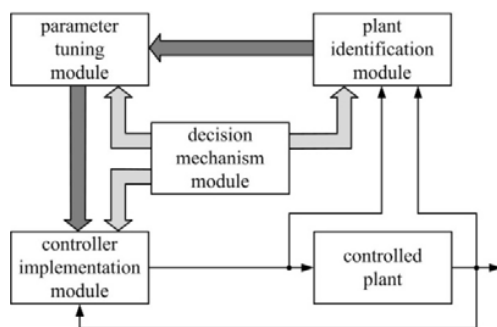 parameter
tuning
module
plant
identification
module
decision
mechanism
module
controller
implementation
module
controlled
plant